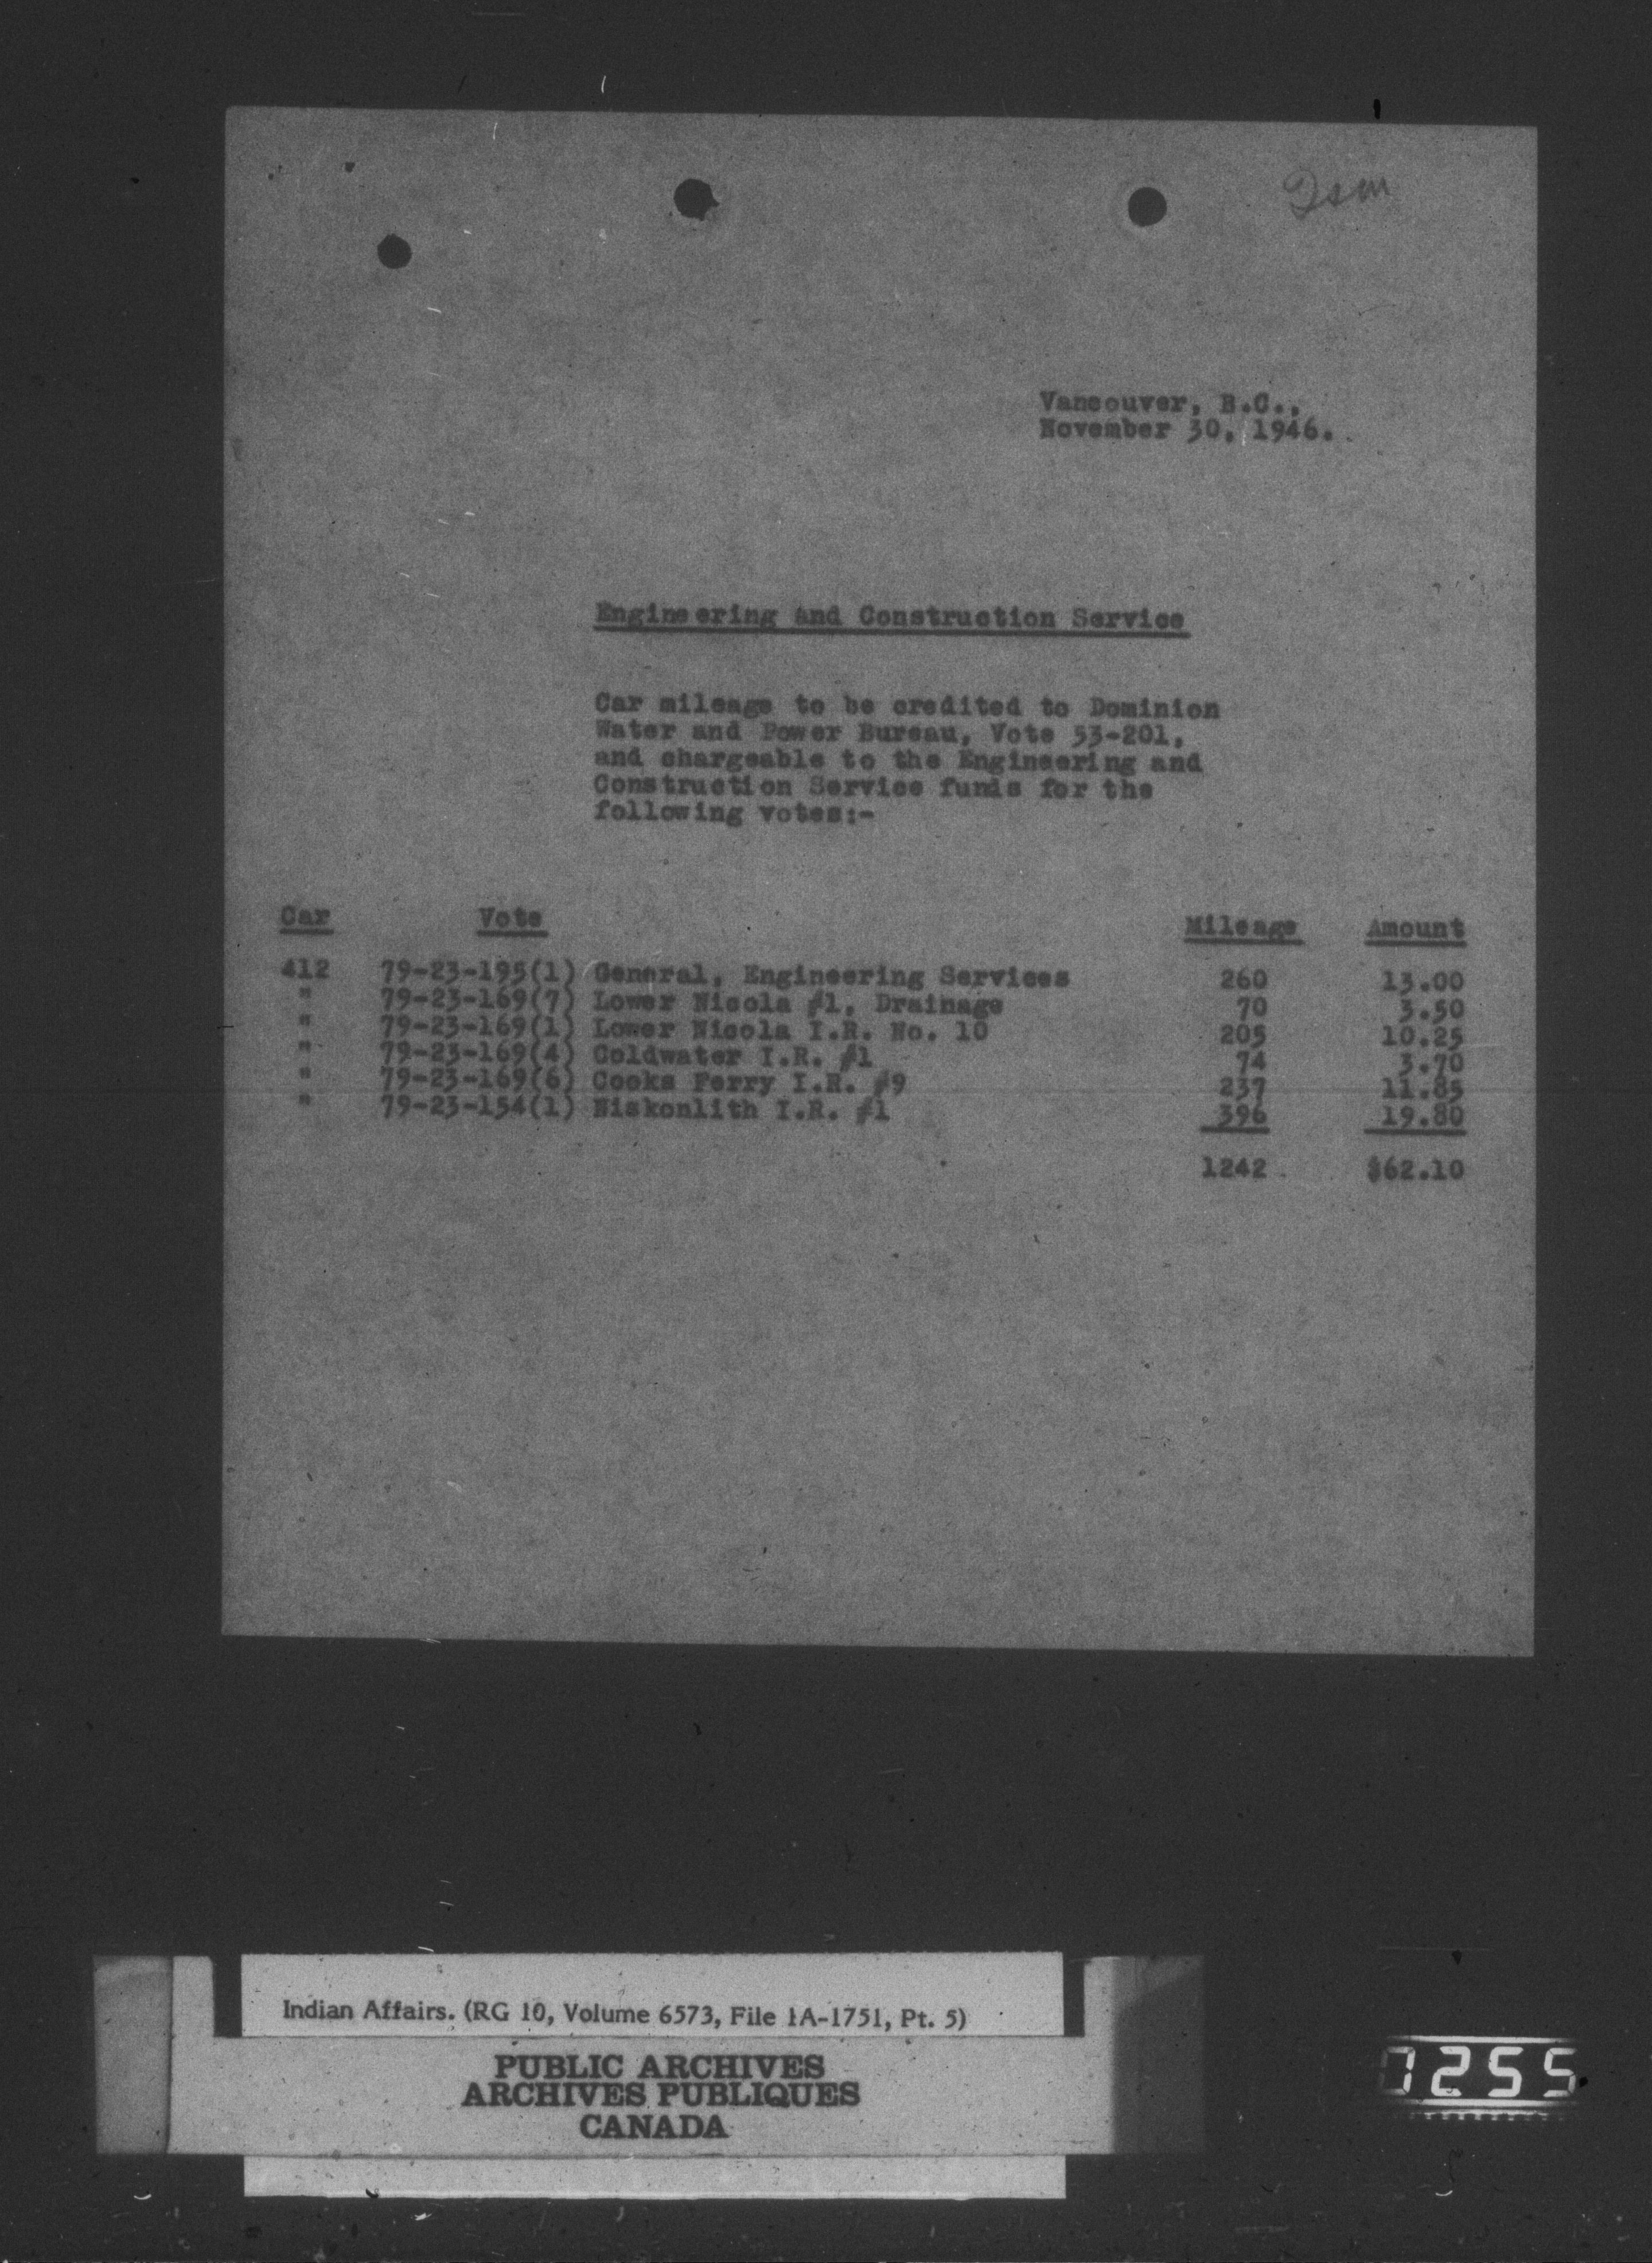 Vancouver, B.C.,
November 30, 1946.
Engineering and Construction Service
Car mileage to be credited to Dominion
Water and Power Bureau, Vote 53-201,
and chargeable to the Engineering and
Construction Service funds for the
following votes:-
Car Vote Mileage Amount
412 79-23-195(1) General, Engineering Services 260 13.00
" 79-23-169(7) Lower Nicola #1, Drainage 70 3.50
" 79-23-169(1) Lower Nicola I.R. No. 10 205 10.25
" 79-23-169(4) Coldwater I.R. #1 74 3.70
" 79-23-169(6) Cooks Ferry I.R. #9 237 11.85
" 79-23-154(1) Niskonlith I.R. #1 396 19.80
1242 $62.10
Indian Affairs. (RG 10, Volume 6573, File 1A-1751, Pt. 5)
PUBLIC ARCHIVES
ARCHIVES PUBLIQUES
CANADA
255